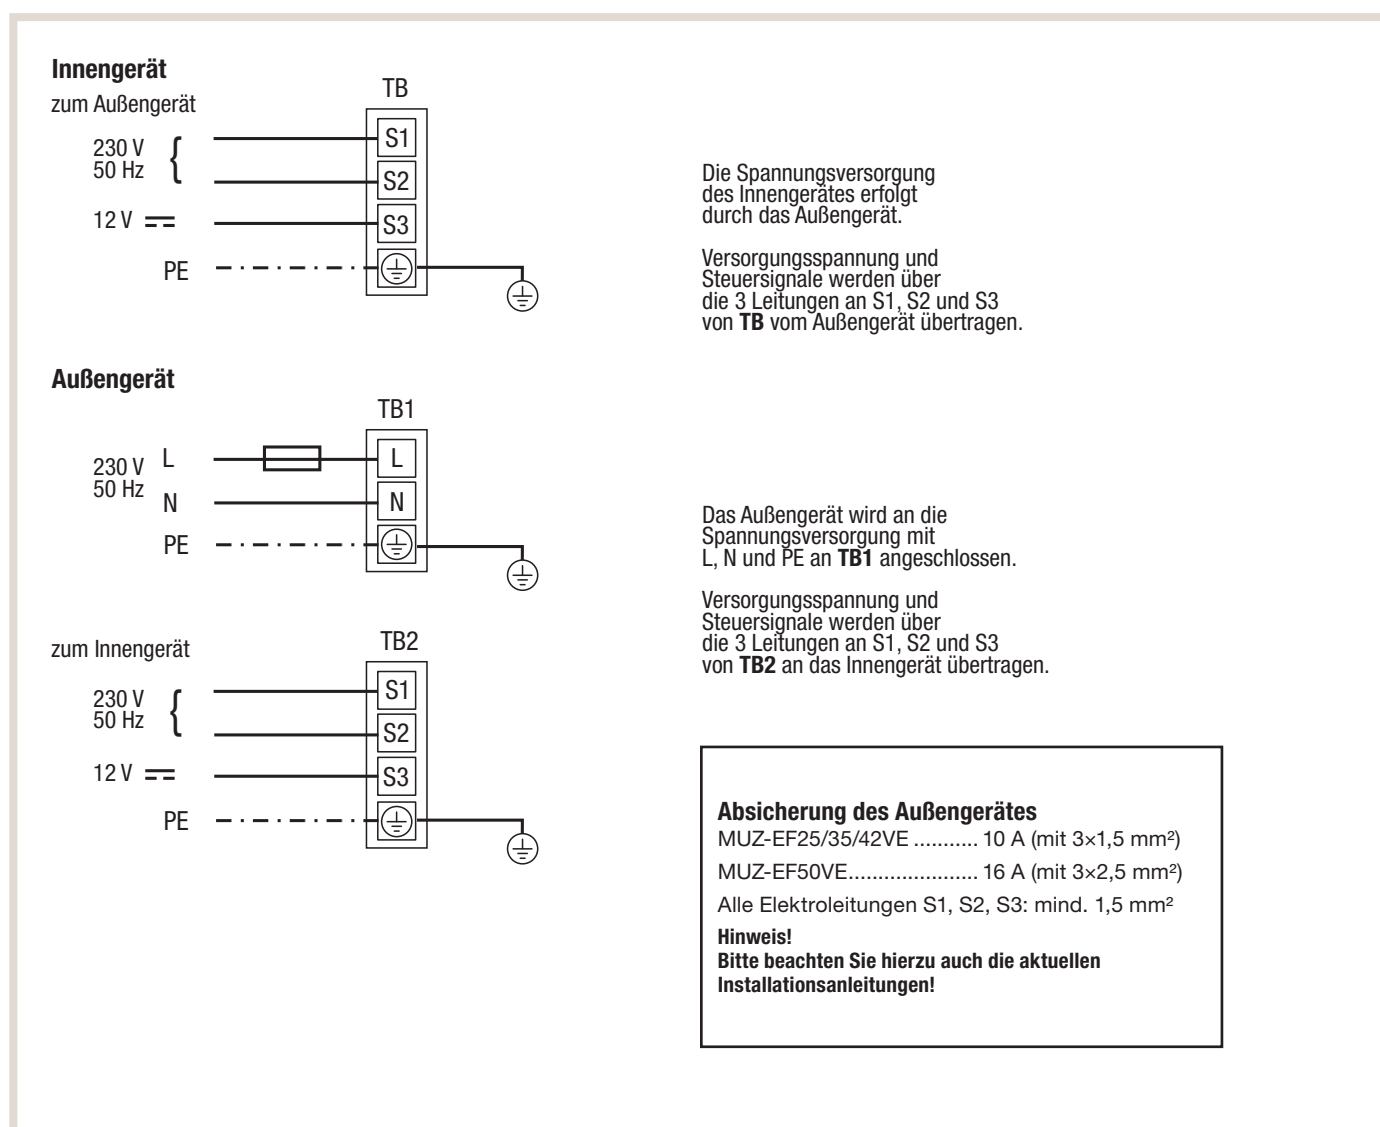 Innengerät
zum Außengerät
TB
230 V
50 Hz
S1
S2
12 V
S3
PE
Die Spannungsversorgung
des Innengerätes erfolgt
durch das Außengerät.
Versorgungsspannung und
Steuersignale werden über
die 3 Leitungen an S1, S2 und S3
von TB vom Außengerät übertragen.
Außengerät
TB1
230 V
50 Hz
L
L
N
N
PE
Das Außengerät wird an die
Spannungsversorgung mit
L, N und PE an TB1 angeschlossen.
Versorgungsspannung und
Steuersignale werden über
die 3 Leitungen an S1, S2 und S3
von TB2 an das Innengerät übertragen.
zum Innengerät
TB2
230 V
50 Hz
S1
S2
12 V
S3
PE
Absicherung des Außengerätes
MUZ-EF25/35/42VE ........... 10 A (mit 3×1,5 mm²)
MUZ-EF50VE...................... 16 A (mit 3×2,5 mm²)
Alle Elektroleitungen S1, S2, S3: mind. 1,5 mm²
Hinweis!
Bitte beachten Sie hierzu auch die aktuellen
Installationsanleitungen!